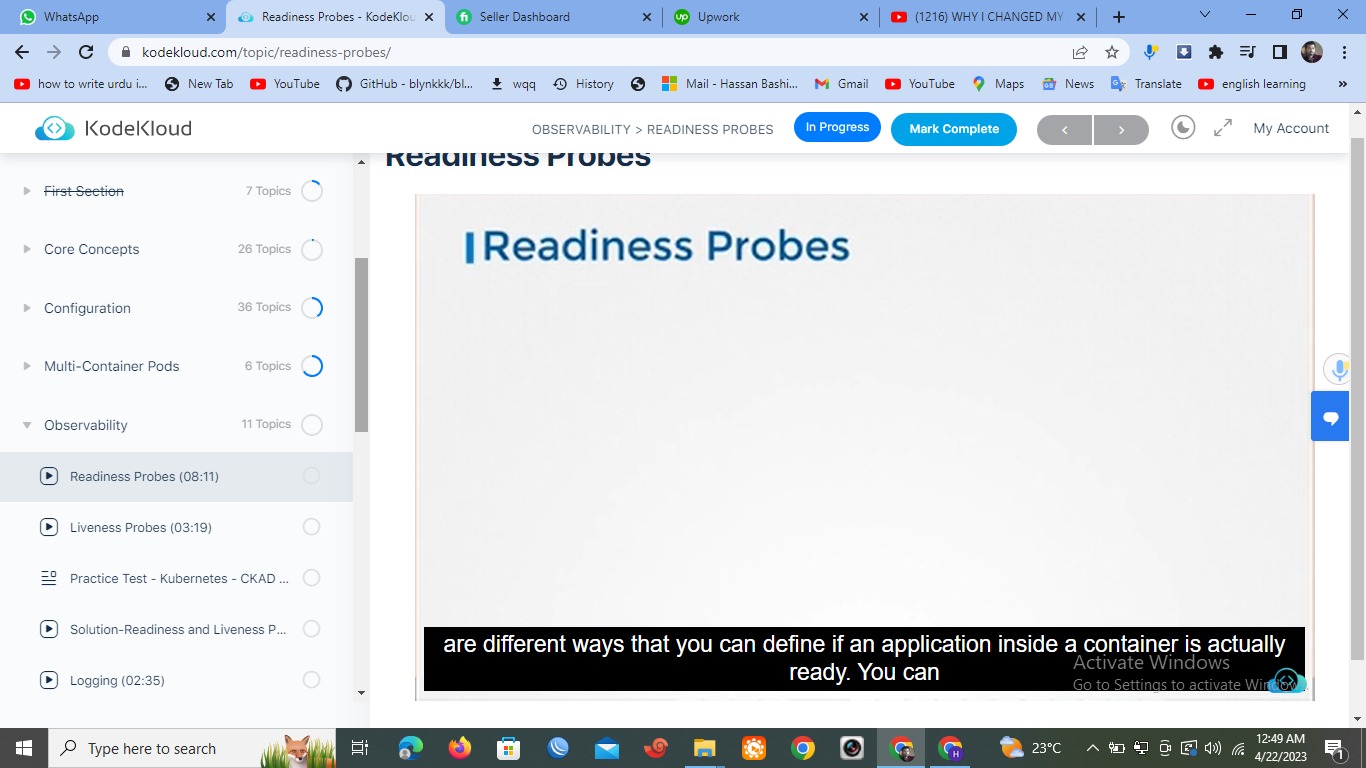 WhatsApp
Readiness Probes - KodeKlou
Seller Dashboard
Upwork
(1216) WHY I CHANGED MY
kodekloud.com/topic/readiness-probes/
how to write urdu i...
New Tab
YouTube
GitHub - blynkkk/bl...
wqq
History
Mail - Hassan Bashi...
Gmail
YouTube
Maps
News
Translate
english learning
KodeKloud
OBSERVABILITY > READINESS PROBES
In Progress
Mark Complete
My Account
Readiness Probes
First Section 7 Topics
Core Concepts 26 Topics
Configuration 36 Topics
Multi-Container Pods 6 Topics
Observability 11 Topics
Readiness Probes (08:11)
Liveness Probes (03:19)
Practice Test - Kubernetes - CKAD ...
Solution-Readiness and Liveness P...
Logging (02:35)
Readiness Probes
are different ways that you can define if an application inside a container is actually
ready. You can
Activate Windows
Go to Settings to activate Windows.
Type here to search
23°C
12:49 AM
4/22/2023
1